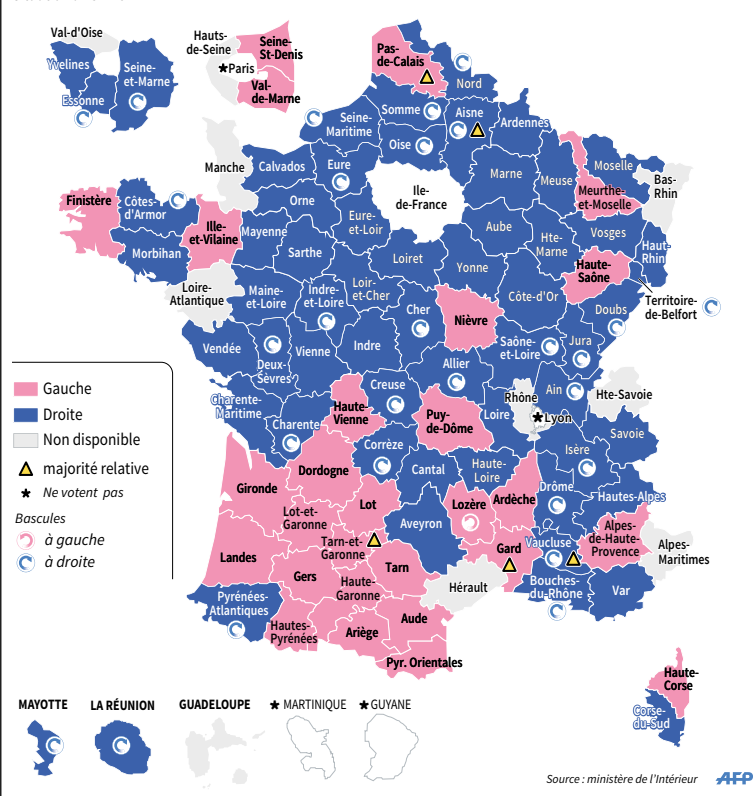 Val-d'Oise
Yvelines
Seine-
et-Marne
Essonne
Hauts-
de-Seine
Seine-
St-Denis
Paris
Val-
de-Marne
Pas-
de-Calais
Nord
Somme
Aisne
Ardennes
Seine-
Maritime
Oise
Manche
Calvados
Eure
Ile-
de-France
Marne
Meuse
Moselle
Meurthe-
et-Moselle
Bas-
Rhin
Finistère
Côtes-
d'Armor
Ille-
et-Vilaine
Mayenne
Orne
Eure-
et-Loir
Aube
Hte-
Marne
Vosges
Haut-
Rhin
Morbihan
Sarthe
Loiret
Yonne
Haute-
Saône
Territoire-
de-Belfort
Loire-
Atlantique
Maine-
et-Loire
Indre-
et-Loire
Loir-
et-Cher
Cher
Nièvre
Côte-d'Or
Doubs
Vendée
Deux-
Sèvres
Vienne
Indre
Allier
Saône-
et-Loire
Jura
Gauche
Droite
Non disponible
majorité relative
Ne votent pas
Bascules
à gauche
à droite
Charente-
Maritime
Charente
Haute-
Vienne
Creuse
Puy-
de-Dôme
Loire
Rhône
Lyon
Ain
Hte-Savoie
Savoie
Corrèze
Cantal
Haute-
Loire
Isère
Gironde
Dordogne
Lot
Lozère
Ardèche
Drôme
Hautes-Alpes
Lot-et-
Garonne
Tarn-et-
Garonne
Aveyron
Gard
Vaucluse
Alpes-
de-Haute-
Provence
Alpes-
Maritimes
Landes
Gers
Haute-
Garonne
Tarn
Hérault
Bouches-
du-Rhône
Var
Pyrénées-
Atlantiques
Hautes-
Pyrénées
Ariège
Aude
Pyr. Orientales
Haute-
Corse
Corse-
du-Sud
MAYOTTE
LA RÉUNION
GUADELOUPE
MARTINIQUE
GUYANE
Source : ministère de l'Intérieur
AFP